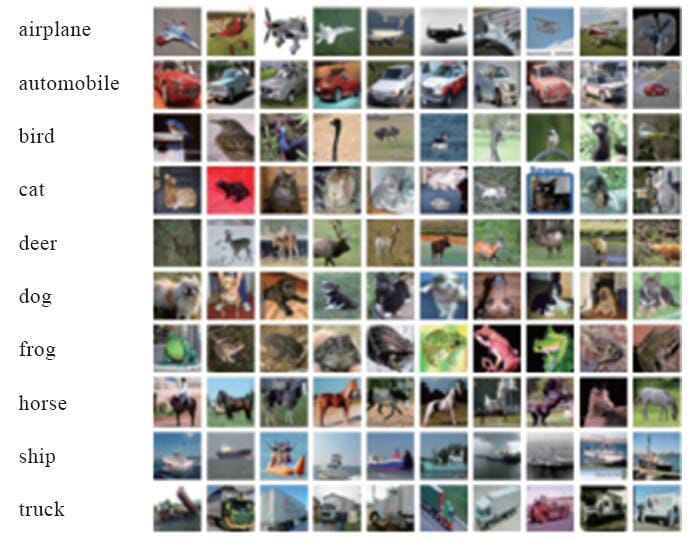 airplane
automobile
bird
cat
deer
dog
frog
horse
ship
truck